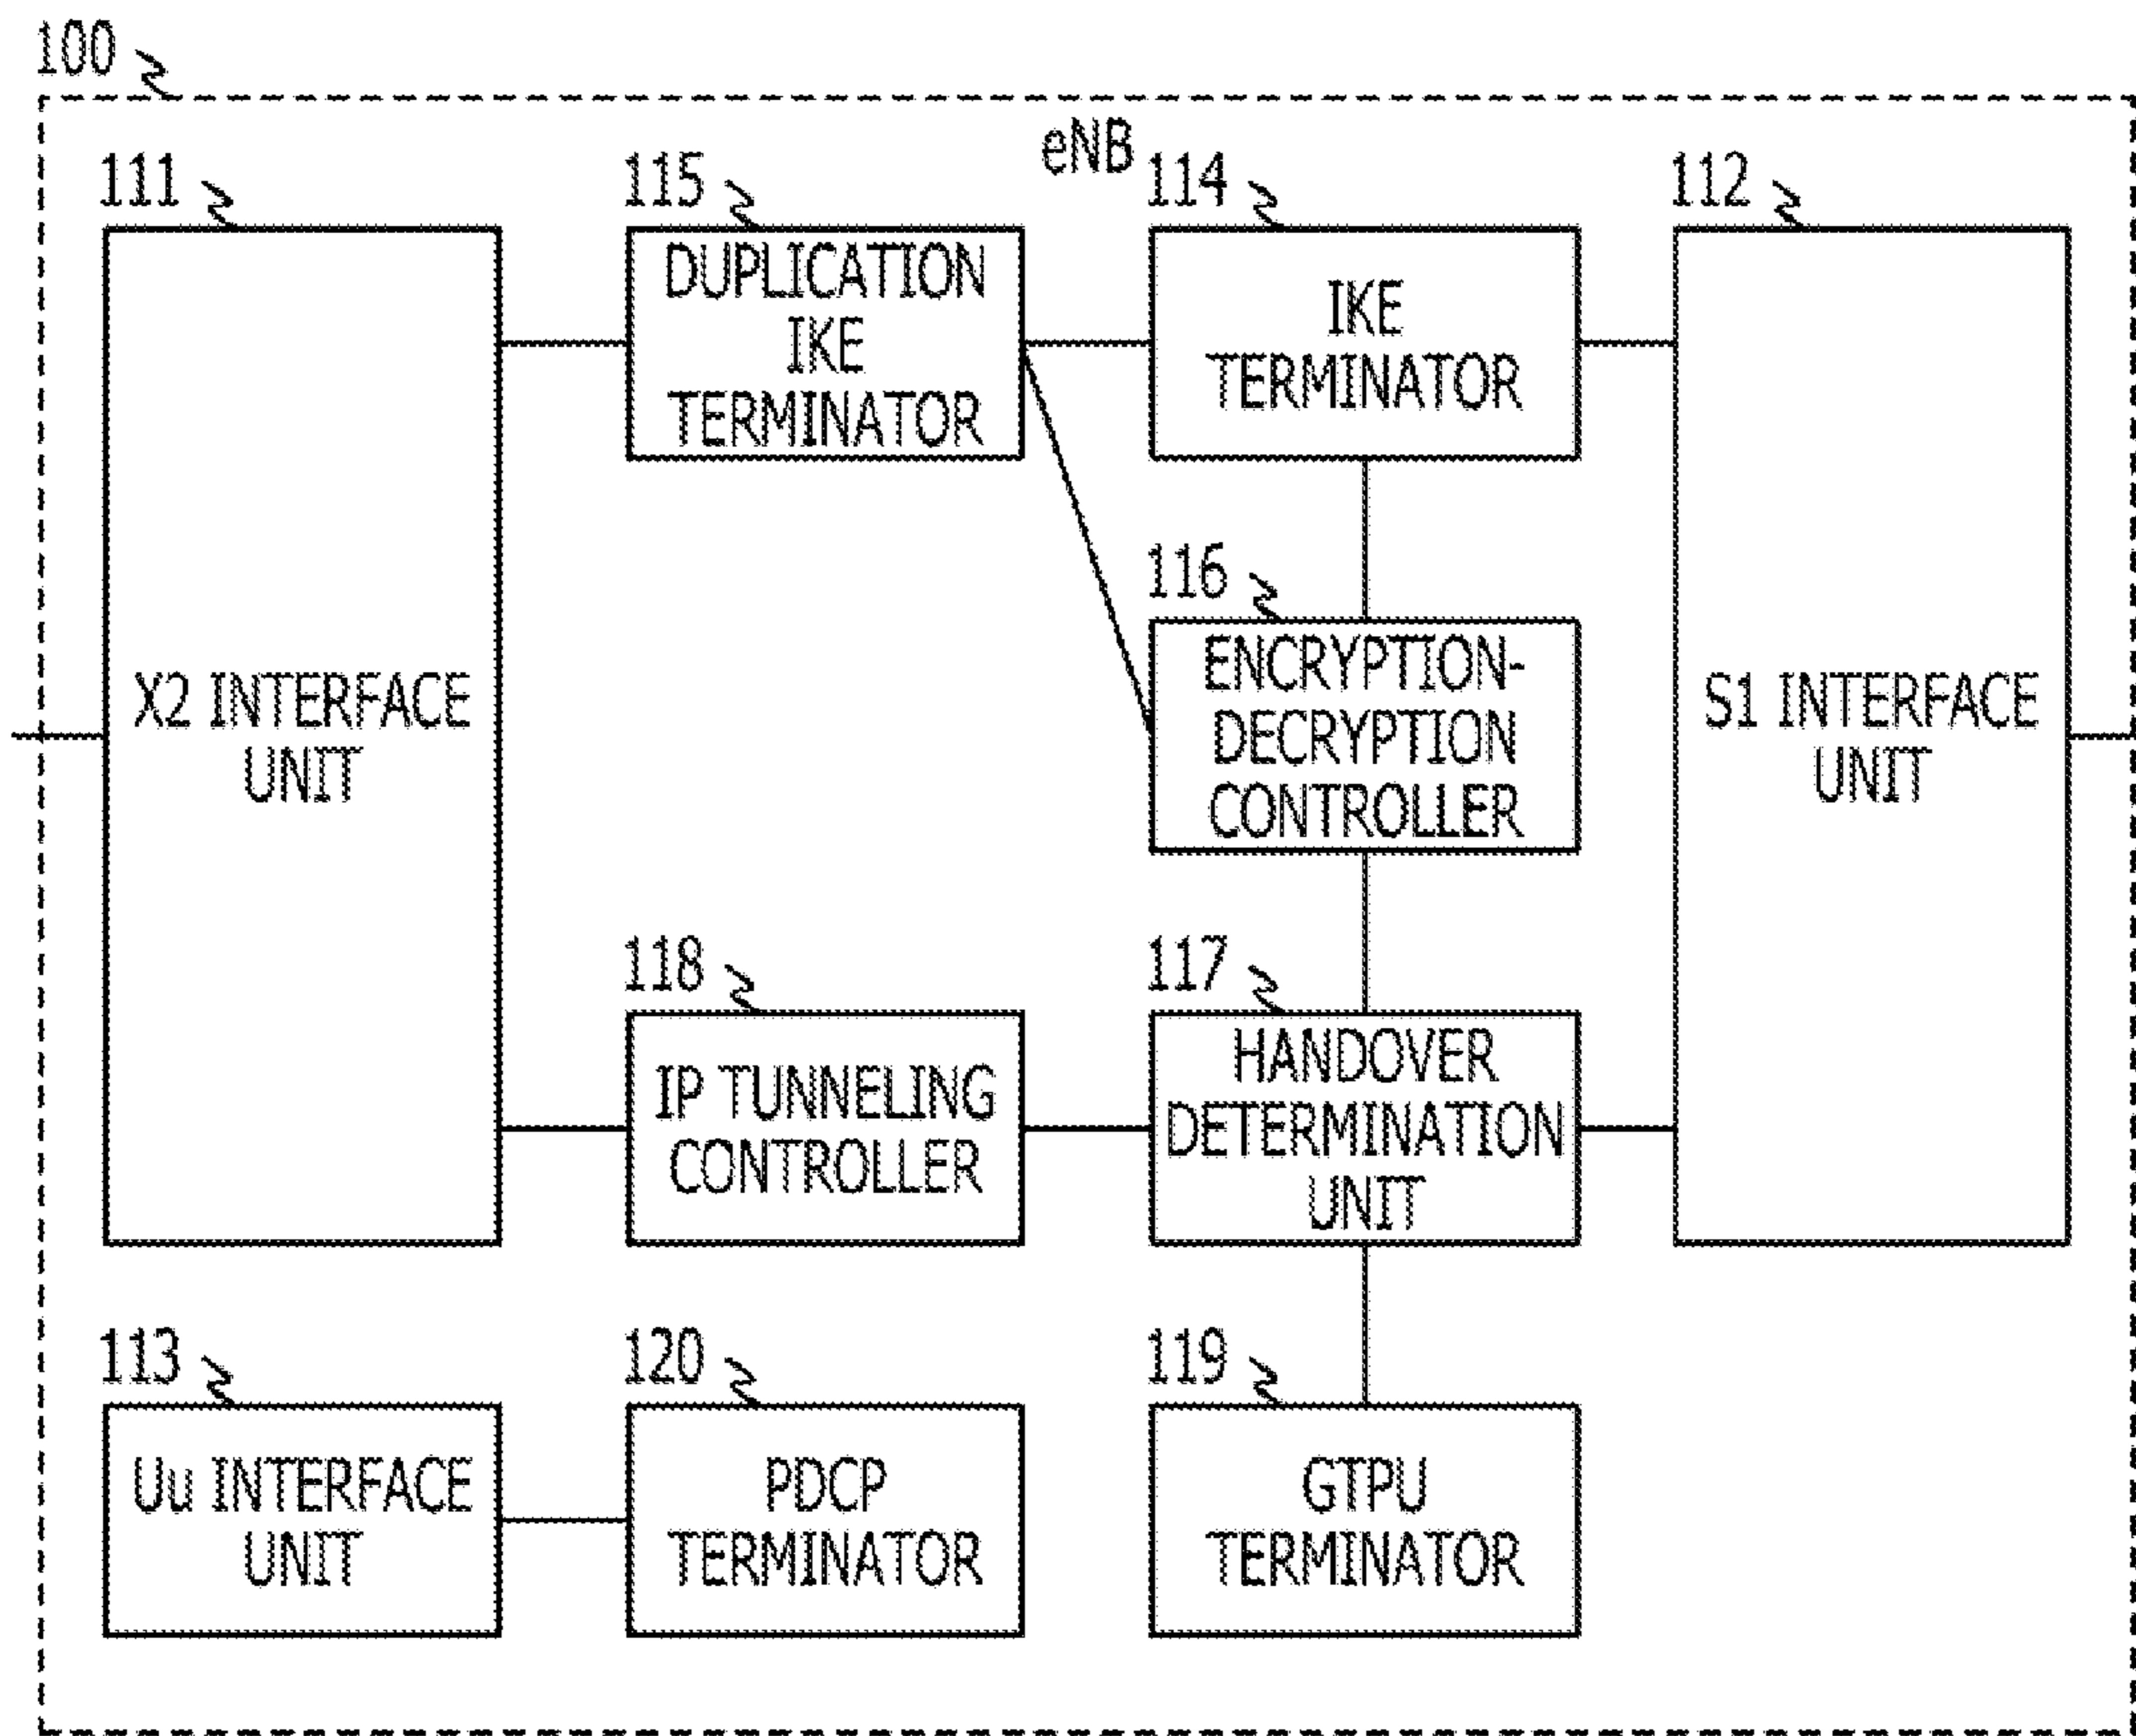 100
eNB
111
115
114
112
DUPLICATION
IKE
TERMINATOR
IKE
TERMINATOR
116
X2 INTERFACE
UNIT
ENCRYPTION-
DECRYPTION
CONTROLLER
S1 INTERFACE
UNIT
118
117
IP TUNNELING
CONTROLLER
HANDOVER
DETERMINATION
UNIT
113
120
119
Uu INTERFACE
UNIT
PDCP
TERMINATOR
GTPU
TERMINATOR